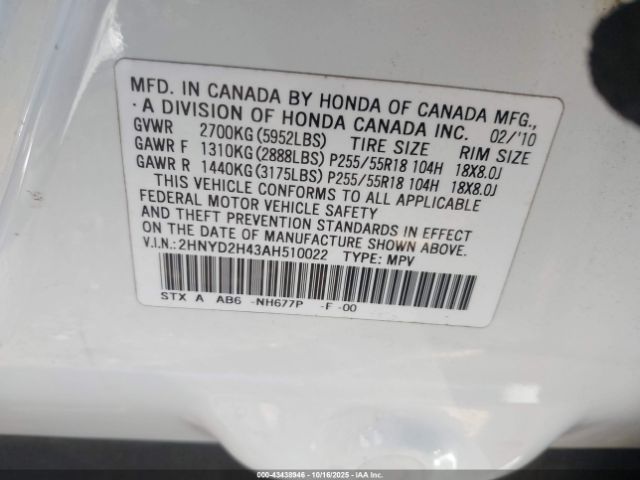 MFD. IN CANADA BY HONDA OF CANADA MFG.,
· A DIVISION OF HONDA CANADA INC. 02/'10
GVWR 2700KG(5952LBS) TIRE SIZE RIM SIZE
GAWR F 1310KG(2888LBS) P255/55R18 104H 18X8.0J
GAWR R 1440KG(3175LBS) P255/55R18 104H 18X8.0J
THIS VEHICLE CONFORMS TO ALL APPLICABLE
FEDERAL MOTOR VEHICLE SAFETY
AND THEFT PREVENTION STANDARDS IN EFFECT
ON THE DATE OF MANUFACTURE SHOWN ABOVE.
V.I.N.:2HNYD2H43AH510022 TYPE: MPV
STX A AB6 -NH677P -F -00
© - 43438946 - 10/16/2025 - IAA Inc.